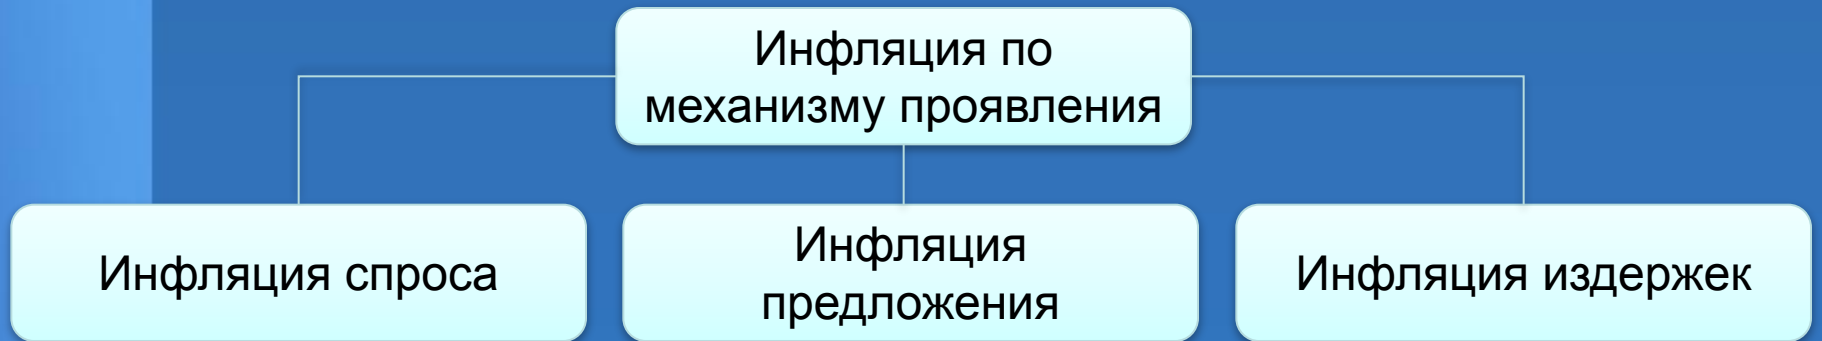 Инфляция по
механизму проявления
Инфляция спроса
Инфляция
предложения
Инфляция издержек